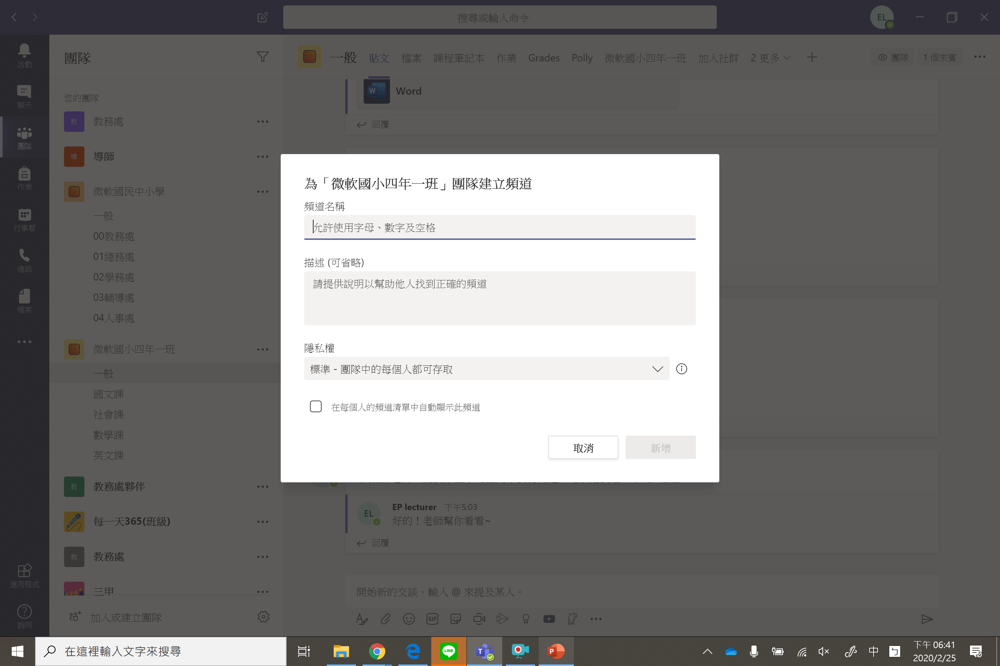 搜尋或輸入命令
EL
活動
聊天
團隊
作業
行事曆
通話
檔案
應用程式
說明
團隊
您的團隊
教 教務處
導 導師
微軟國民中小學
一般
00教務處
01總務處
02學務處
03輔導處
04人事處
微軟國小四年一班
一般
國文課
社會課
數學課
英文課
教 教務處夥伴
每一天365(班級)
教 教務處
三甲
加入或建立團隊
一般 貼文 檔案 課程筆記本 作業 Grades Polly 微軟國小四年一班 加入社群 2 更多
團隊 1 個來賓
W Word
回覆
為「微軟國小四年一班」團隊建立頻道
頻道名稱
允許使用字母、數字及空格
描述 (可省略)
請提供說明以幫助他人找到正確的頻道
隱私權
標準 - 團隊中的每個人都可存取
在每個人的頻道清單中自動顯示此頻道
取消 新增
EL EP lecturer 下午5:03
好的！老師幫你看看~
回覆
開始新的交談。輸入 @ 來提及某人。
GIF
在這裡輸入文字來搜尋
LINE
T
P
中
ㄅ
下午 06:41
2020/2/25